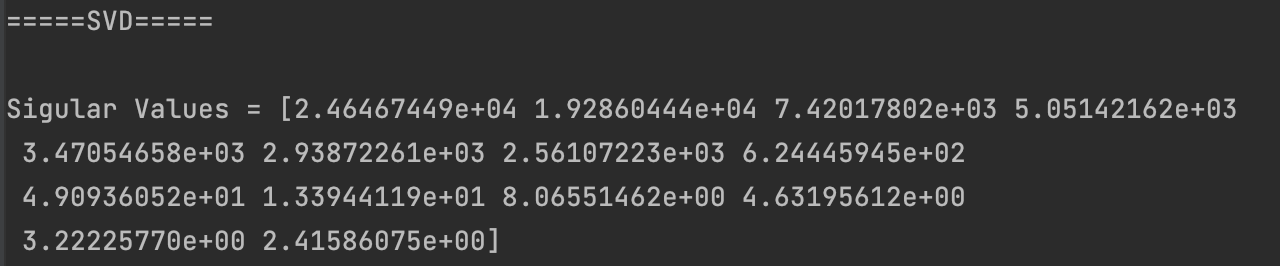 =====SVD=====
Sigular Values = [2.46467449e+04 1.92860444e+04 7.42017802e+03 5.05142162e+03
3.47054658e+03 2.93872261e+03 2.56107223e+03 6.24445945e+02
4.90936052e+01 1.33944119e+01 8.06551462e+00 4.63195612e+00
3.22225770e+00 2.41586075e+00]